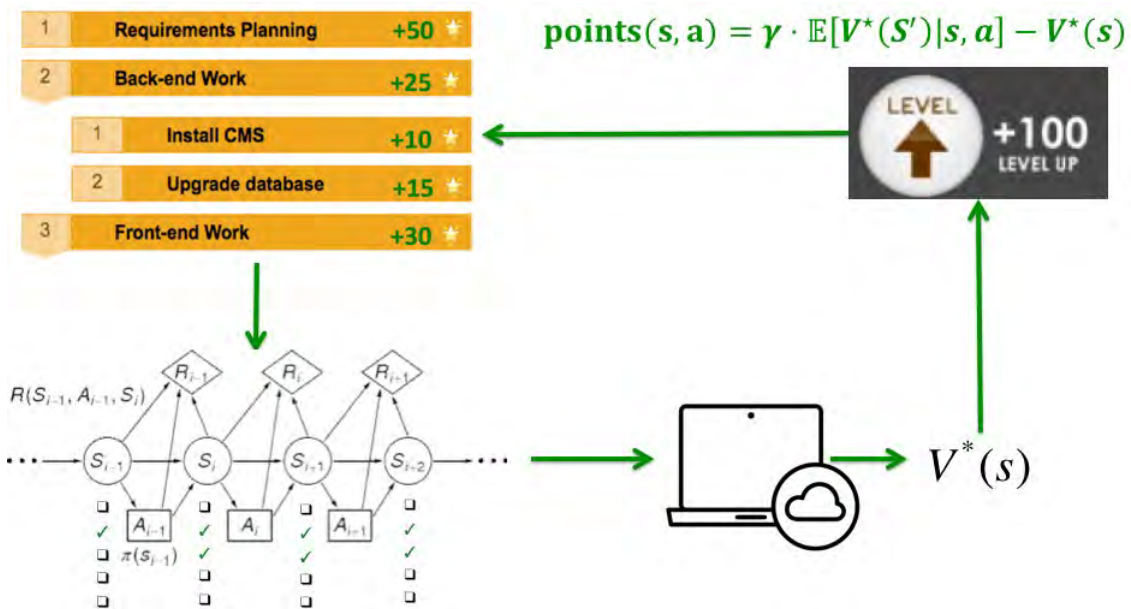 1 Requirements Planning +50
2 Back-end Work +25
1 Install CMS +10
2 Upgrade database +15
3 Front-end Work +30
points(s, a) = γ · 𝔼[V*(S′)|s, a] − V*(s)
LEVEL
+100
LEVEL UP
R_{i-1} R_i R_{i+1}
R(S_{i-1}, A_{i-1}, S_i)
··· S_{i-1} S_i S_{i+1} S_{i+2} ···
A_{i-1} A_i A_{i+1}
π(s_{i-1})
V*(s)